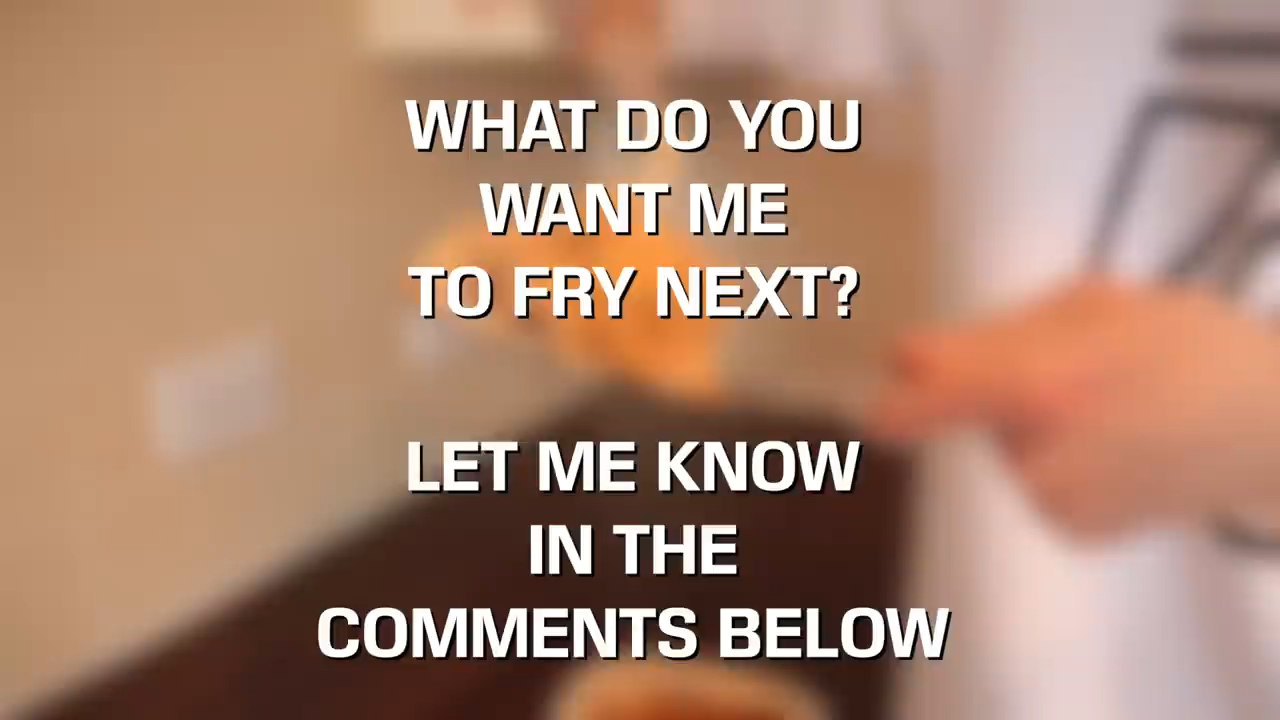 WHAT DO YOU
WANT ME
TO FRY NEXT?
LET ME KNOW
IN THE
COMMENTS BELOW